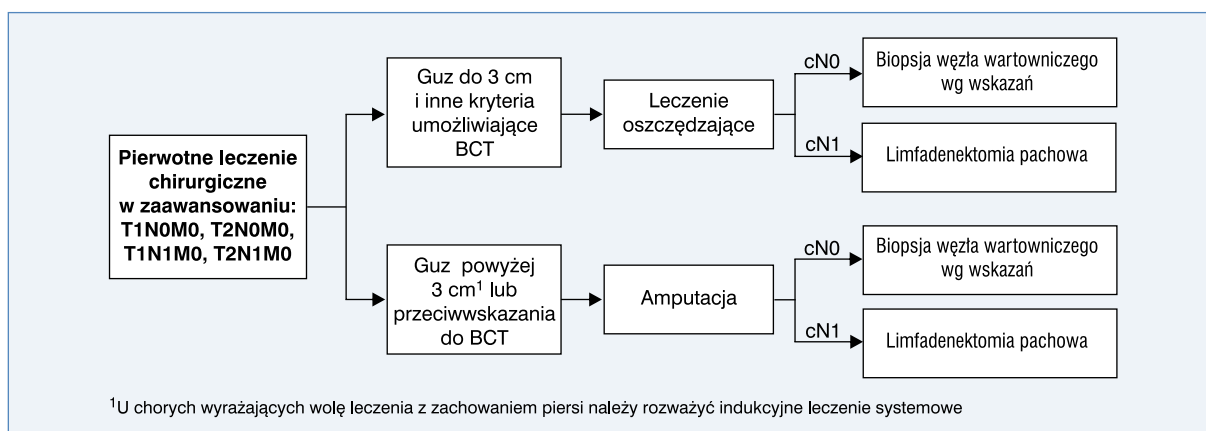 Pierwotne leczenie
chirurgiczne
w zaawansowaniu:
T1N0M0, T2N0M0,
T1N1M0, T2N1M0
Guz do 3 cm
i inne kryteria
umożliwiające
BCT
Leczenie
oszczędzające
cN0
Biopsja węzła wartowniczego
wg wskazań
cN1
Limfadenektomia pachowa
Guz powyżej
3 cm¹ lub
przeciwwskazania
do BCT
Amputacja
cN0
Biopsja węzła wartowniczego
wg wskazań
cN1
Limfadenektomia pachowa
¹U chorych wyrażających wolę leczenia z zachowaniem piersi należy rozważyć indukcyjne leczenie systemowe